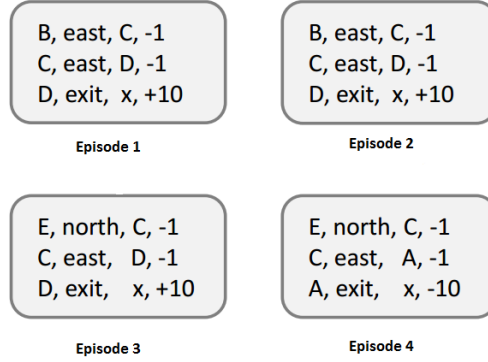 B, east, C, -1
C, east, D, -1
D, exit, x, +10
Episode 1
B, east, C, -1
C, east, D, -1
D, exit, x, +10
Episode 2
E, north, C, -1
C, east, D, -1
D, exit, x, +10
Episode 3
E, north, C, -1
C, east, A, -1
A, exit, x, -10
Episode 4